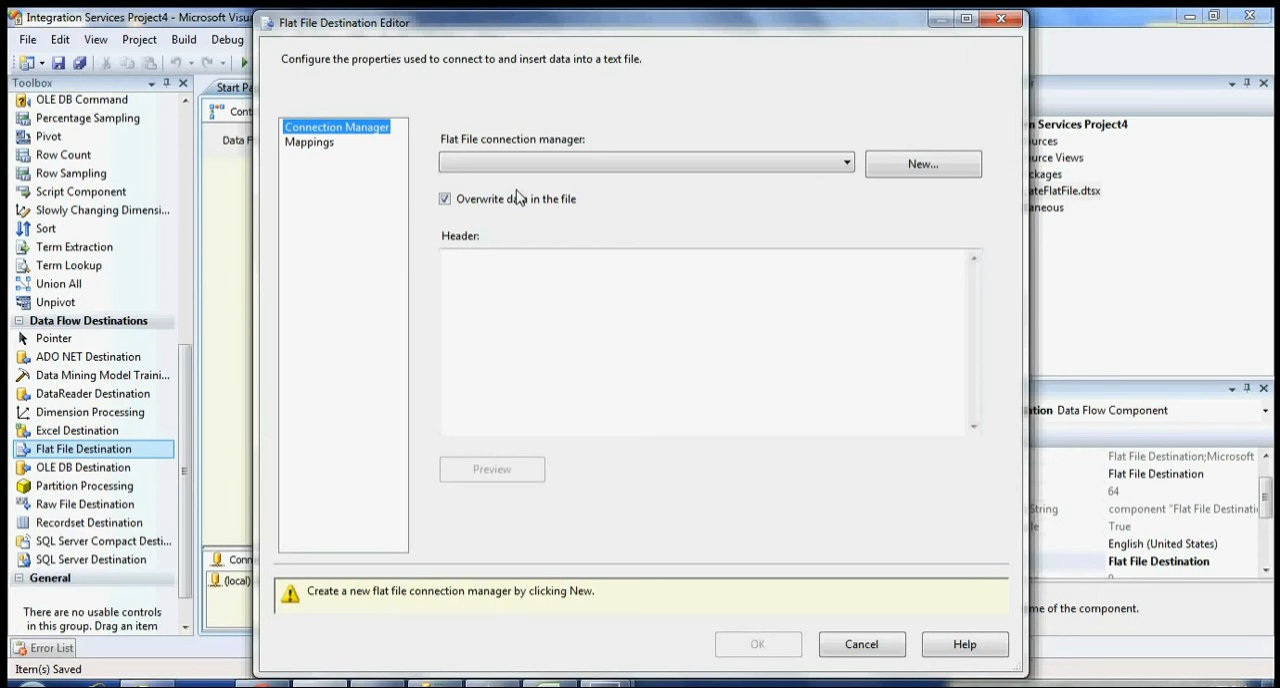 Integration Services Project4 - Microsoft Visu
File Edit View Project Build Debug
Toolbox
OLE DB Command
Percentage Sampling
Pivot
Row Count
Row Sampling
Script Component
Slowly Changing Dimensi...
Sort
Term Extraction
Term Lookup
Union All
Unpivot
Data Flow Destinations
Pointer
ADO NET Destination
Data Mining Model Traini...
DataReader Destination
Dimension Processing
Excel Destination
Flat File Destination
OLE DB Destination
Partition Processing
Raw File Destination
Recordset Destination
SQL Server Compact Desti...
SQL Server Destination
General
There are no usable controls
in this group. Drag an item
Error List
Item(s) Saved
Start Pa
Cont
Data F
Conn
(local)
Flat File Destination Editor
Configure the properties used to connect to and insert data into a text file.
Connection Manager
Mappings
Flat File connection manager:
New...
Overwrite data in the file
Header:
Preview
Create a new flat file connection manager by clicking New.
OK Cancel Help
n Services Project4
urces
urce Views
ckages
ateFlatFile.dtsx
aneous
tion Data Flow Component
Flat File Destination;Microsoft
Flat File Destination
64
String component "Flat File Destinati
le True
English (United States)
Flat File Destination
me of the component.